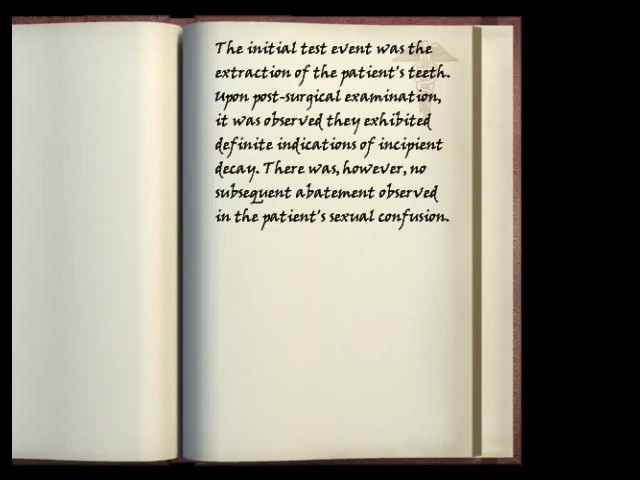 The initial test event was the
extraction of the patient's teeth.
Upon post-surgical examination,
it was observed they exhibited
definite indications of incipient
decay. There was, however, no
subsequent abatement observed
in the patient's sexual confusion.